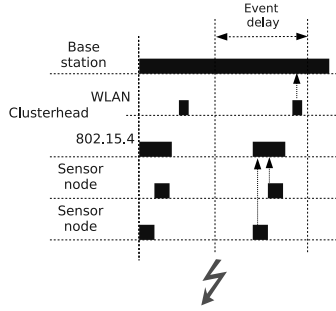 Event
delay
Base
station
WLAN
Clusterhead
802.15.4
Sensor
node
Sensor
node